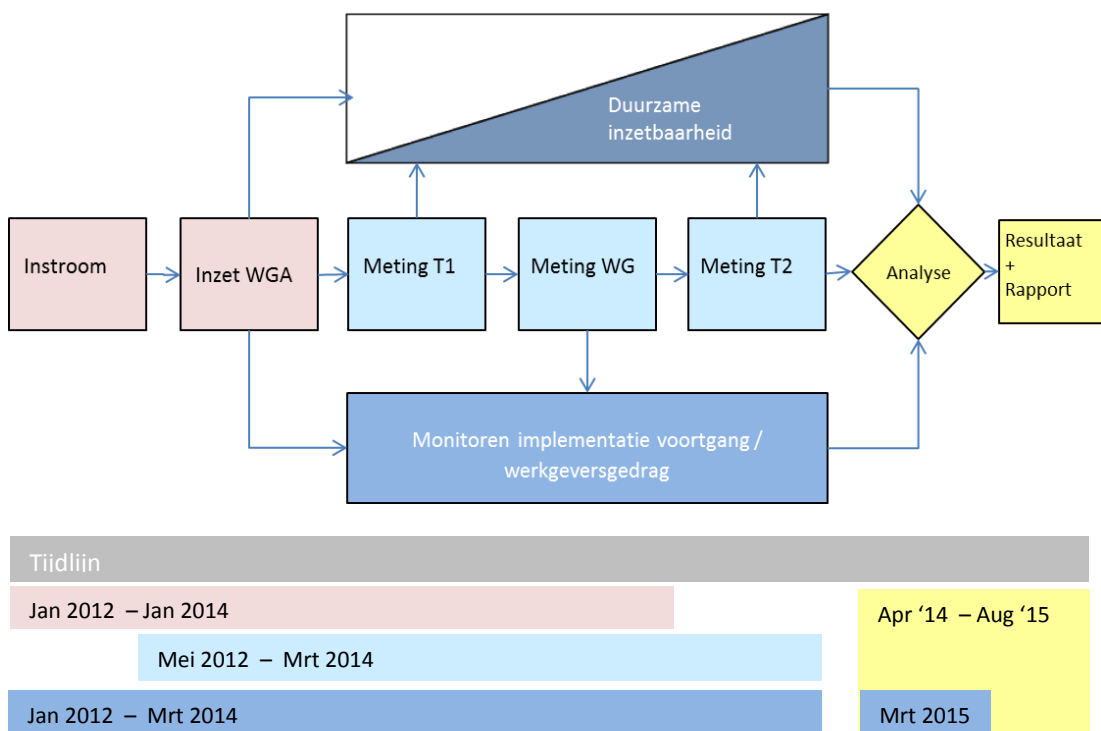 Duurzame
inzetbaarheid
Instroom
Inzet WGA
Meting T1
Meting WG
Meting T2
Analyse
Resultaat
+
Rapport
Monitoren implementatie voortgang /
werkgeversgedrag
Tijdlijn
Jan 2012 – Jan 2014
Apr ‘14 – Aug ‘15
Mei 2012 – Mrt 2014
Jan 2012 – Mrt 2014
Mrt 2015